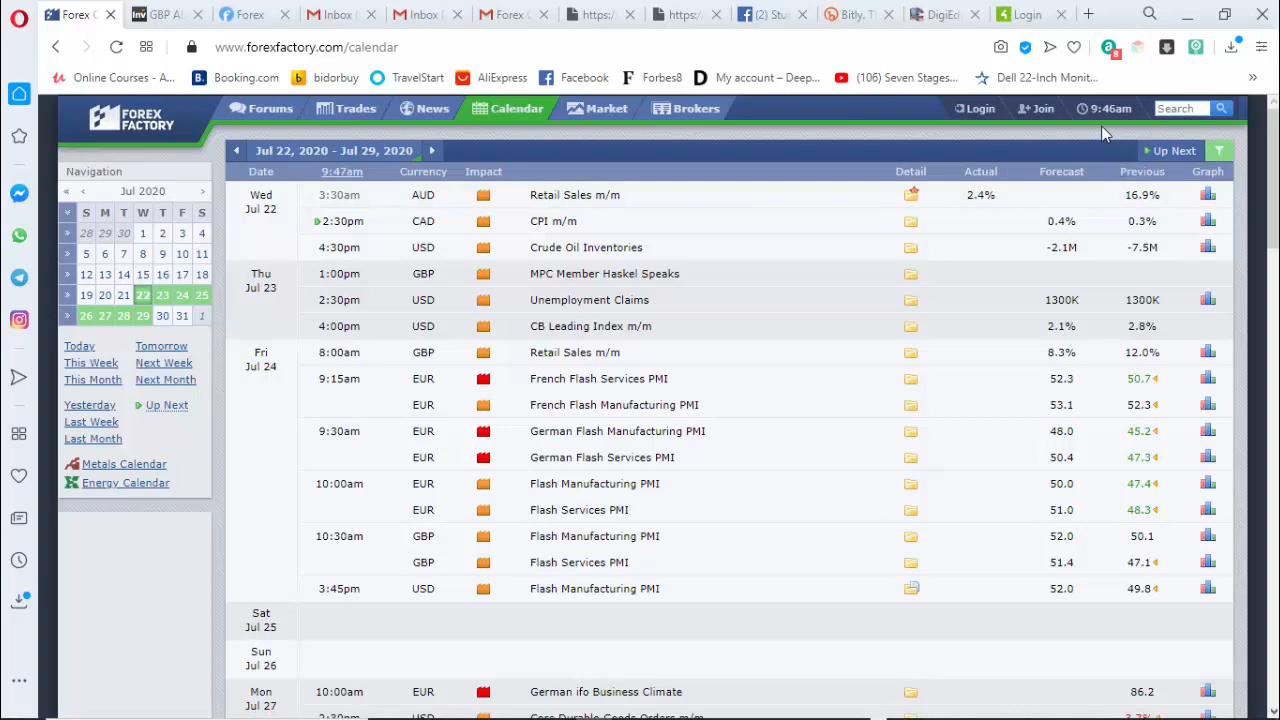 Forex C
GBP A
Forex
Inbox (
Inbox (
Forex C
https:/
https:/
(2) Stu
Bitly. T
DigiEd
Login
www.forexfactory.com/calendar
8
Online Courses - A...
Booking.com
bidorbuy
TravelStart
AliExpress
Facebook
Forbes8
My account – Deep...
(106) Seven Stages...
Dell 22-Inch Monit...
FOREX FACTORY
Forums
Trades
News
Calendar
Market
Brokers
Login
Join
9:46am
Search
Navigation
Jul 2020
S M T W T F S
28 29 30 1 2 3 4
5 6 7 8 9 10 11
12 13 14 15 16 17 18
19 20 21 22 23 24 25
26 27 28 29 30 31 1
Today Tomorrow
This Week Next Week
This Month Next Month
Yesterday Up Next
Last Week
Last Month
Metals Calendar
Energy Calendar
Jul 22, 2020 - Jul 29, 2020
Up Next
Date 9:47am Currency Impact Detail Actual Forecast Previous Graph
Wed Jul 22 3:30am AUD Retail Sales m/m 2.4% 16.9%
2:30pm CAD CPI m/m 0.4% 0.3%
4:30pm USD Crude Oil Inventories -2.1M -7.5M
Thu Jul 23 1:00pm GBP MPC Member Haskel Speaks
2:30pm USD Unemployment Claims 1300K 1300K
4:00pm USD CB Leading Index m/m 2.1% 2.8%
Fri Jul 24 8:00am GBP Retail Sales m/m 8.3% 12.0%
9:15am EUR French Flash Services PMI 52.3 50.7
EUR French Flash Manufacturing PMI 53.1 52.3
9:30am EUR German Flash Manufacturing PMI 48.0 45.2
EUR German Flash Services PMI 50.4 47.3
10:00am EUR Flash Manufacturing PMI 50.0 47.4
EUR Flash Services PMI 51.0 48.3
10:30am GBP Flash Manufacturing PMI 52.0 50.1
GBP Flash Services PMI 51.4 47.1
3:45pm USD Flash Manufacturing PMI 52.0 49.8
Sat Jul 25
Sun Jul 26
Mon Jul 27 10:00am EUR German ifo Business Climate 86.2
2:30pm USD Core Durable Goods Orders m/m 3.7%